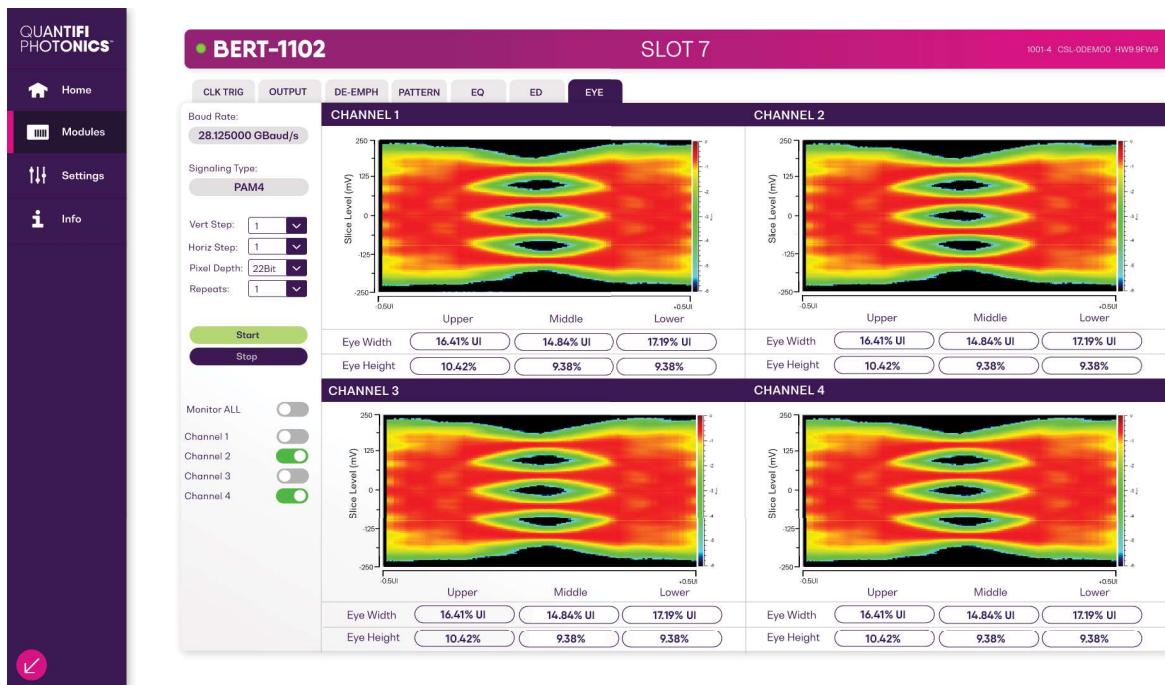 QUANTIFI
PHOTONICS™
Home
Modules
Settings
Info
BERT-1102
SLOT 7
1001-4 CSL-0DEMO0 HW9.9FW9
CLK TRIG
OUTPUT
DE-EMPH
PATTERN
EQ
ED
EYE
Baud Rate:
28.125000 GBaud/s
Signaling Type:
PAM4
Vert Step: 1
Horiz Step: 1
Pixel Depth: 22Bit
Repeats: 1
Start
Stop
Monitor ALL
Channel 1
Channel 2
Channel 3
Channel 4
CHANNEL 1
Slice Level (mV)
250
125
0
-125
-250
-0.5UI
+0.5UI
Upper Middle Lower
Eye Width 16.41% UI 14.84% UI 17.19% UI
Eye Height 10.42% 9.38% 9.38%
CHANNEL 2
Slice Level (mV)
250
125
0
-125
-250
-0.5UI
+0.5UI
Upper Middle Lower
Eye Width 16.41% UI 14.84% UI 17.19% UI
Eye Height 10.42% 9.38% 9.38%
CHANNEL 3
Slice Level (mV)
250
125
0
-125
-250
-0.5UI
+0.5UI
Upper Middle Lower
Eye Width 16.41% UI 14.84% UI 17.19% UI
Eye Height 10.42% 9.38% 9.38%
CHANNEL 4
Slice Level (mV)
250
125
0
-125
-250
-0.5UI
+0.5UI
Upper Middle Lower
Eye Width 16.41% UI 14.84% UI 17.19% UI
Eye Height 10.42% 9.38% 9.38%